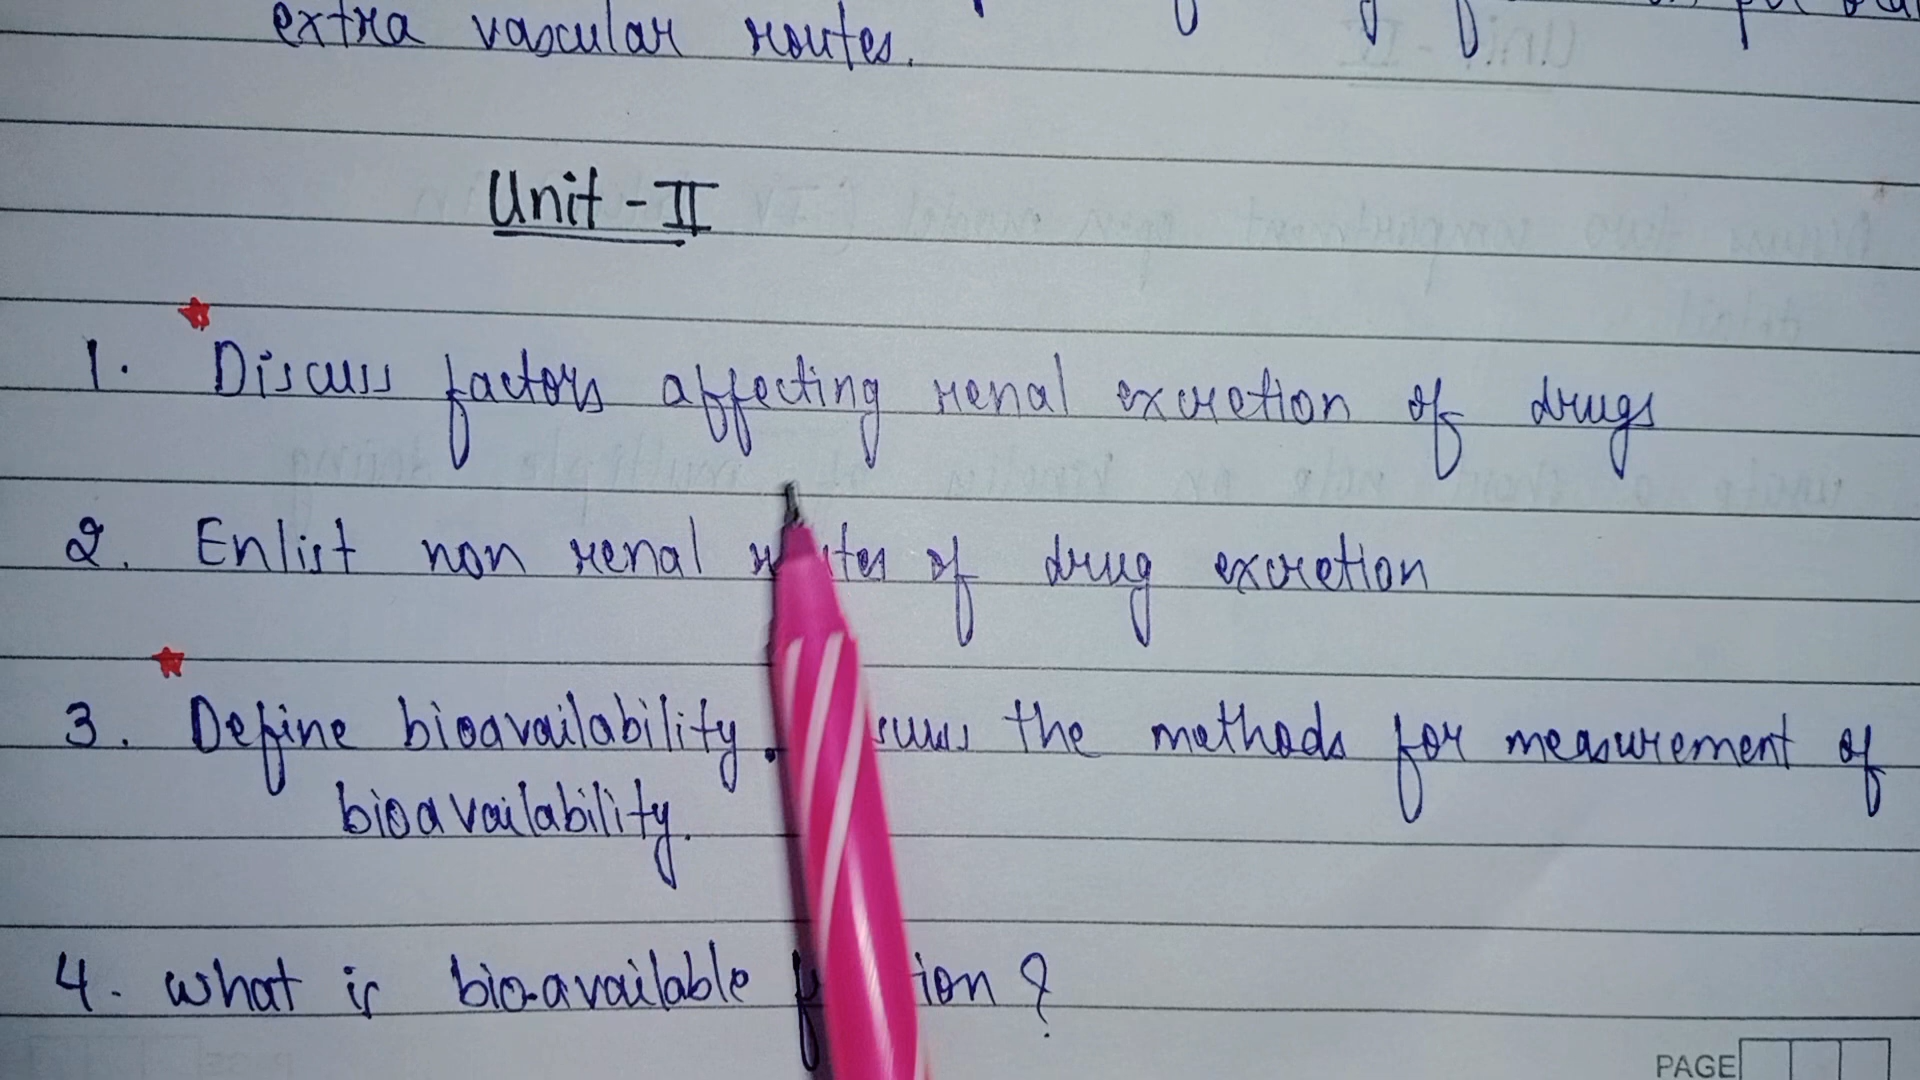 extra vascular routes.
Unit - II
1. Discuss factors affecting renal excretion of drugs
2. Enlist non renal of drug excretion
3. Define bioavailability. the methods for measurement of
bioavailability.
4. What is bio-available ?
PAGE